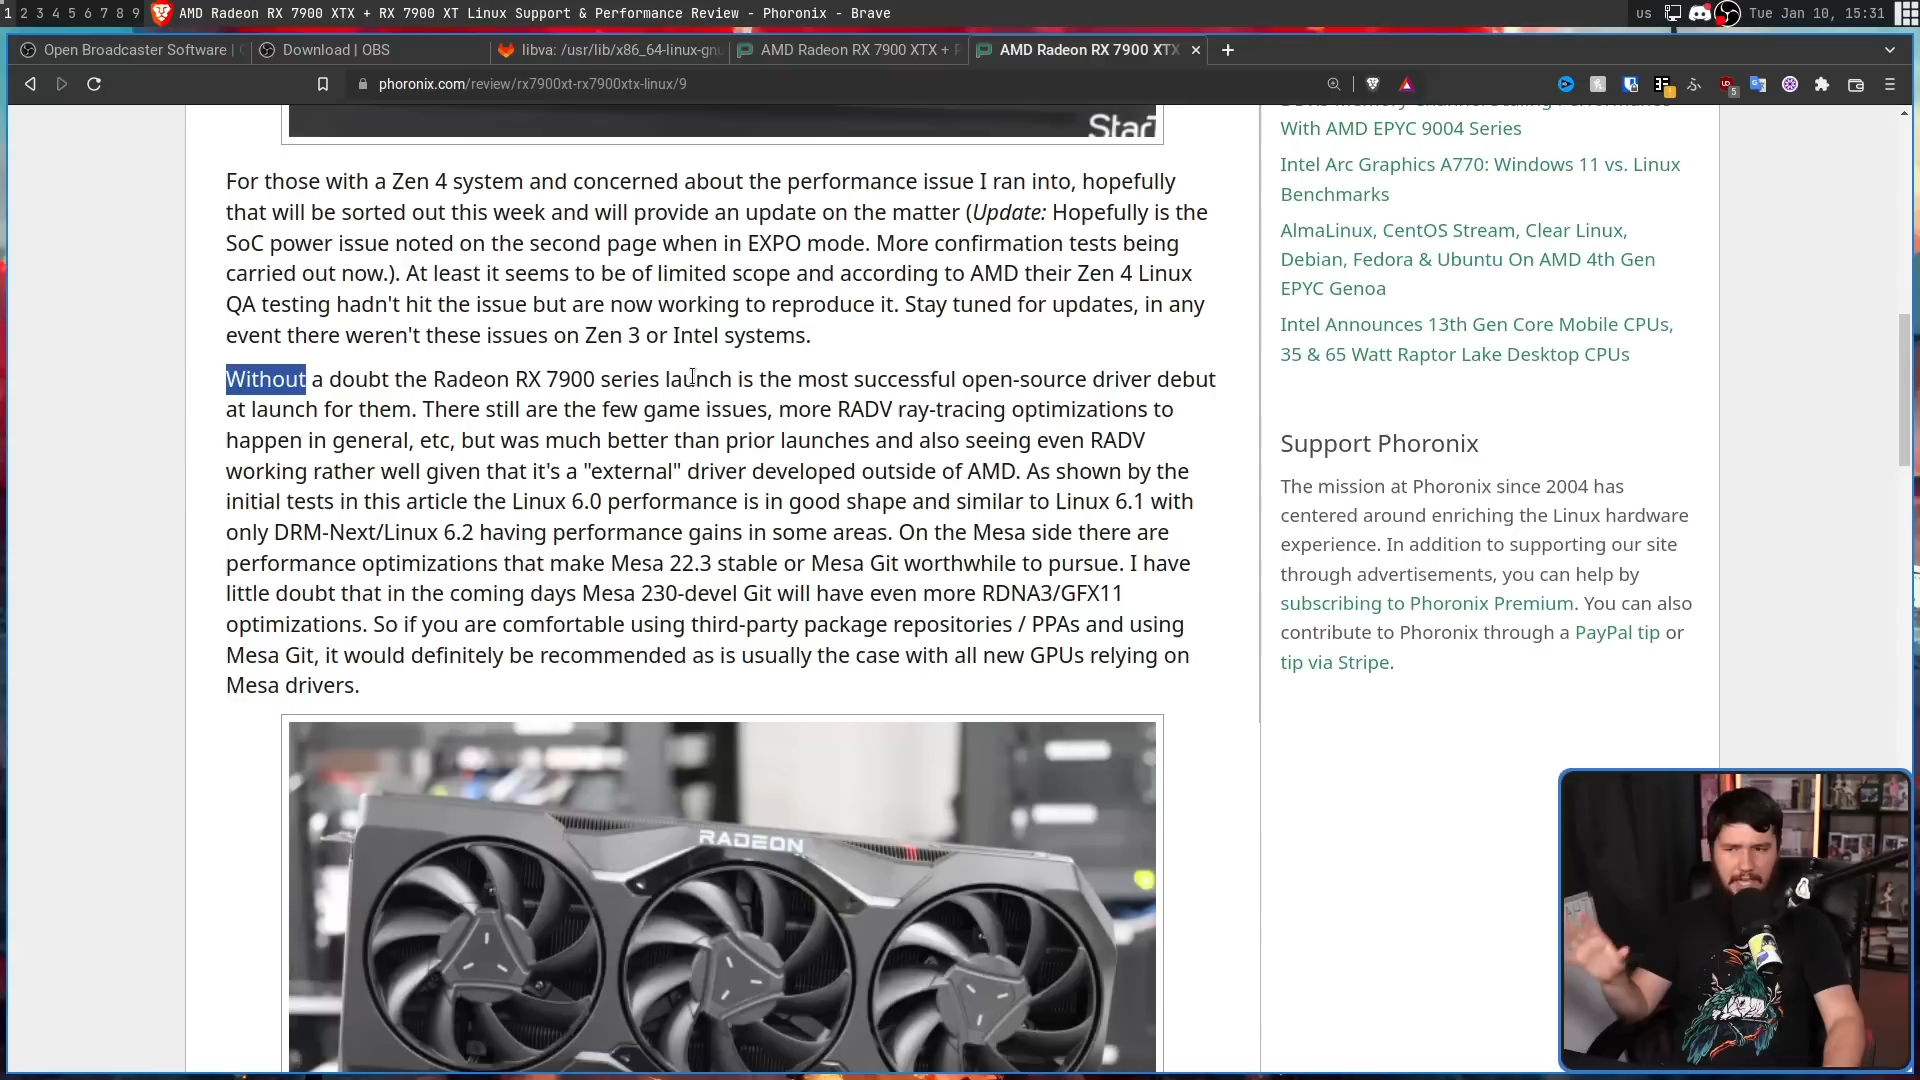 1 2 3 4 5 6 7 8 9 AMD Radeon RX 7900 XTX + RX 7900 XT Linux Support & Performance Review - Phoronix - Brave us Tue Jan 10, 15:31
Open Broadcaster Software | Download | OBS libva: /usr/lib/x86_64-linux-gnu AMD Radeon RX 7900 XTX + AMD Radeon RX 7900 XTX
phoronix.com/review/rx7900xt-rx7900xtx-linux/9
For those with a Zen 4 system and concerned about the performance issue I ran into, hopefully
that will be sorted out this week and will provide an update on the matter (Update: Hopefully is the
SoC power issue noted on the second page when in EXPO mode. More confirmation tests being
carried out now.). At least it seems to be of limited scope and according to AMD their Zen 4 Linux
QA testing hadn't hit the issue but are now working to reproduce it. Stay tuned for updates, in any
event there weren't these issues on Zen 3 or Intel systems.
Without a doubt the Radeon RX 7900 series launch is the most successful open-source driver debut
at launch for them. There still are the few game issues, more RADV ray-tracing optimizations to
happen in general, etc, but was much better than prior launches and also seeing even RADV
working rather well given that it's a "external" driver developed outside of AMD. As shown by the
initial tests in this article the Linux 6.0 performance is in good shape and similar to Linux 6.1 with
only DRM-Next/Linux 6.2 having performance gains in some areas. On the Mesa side there are
performance optimizations that make Mesa 22.3 stable or Mesa Git worthwhile to pursue. I have
little doubt that in the coming days Mesa 230-devel Git will have even more RDNA3/GFX11
optimizations. So if you are comfortable using third-party package repositories / PPAs and using
Mesa Git, it would definitely be recommended as is usually the case with all new GPUs relying on
Mesa drivers.
RADEON
With AMD EPYC 9004 Series
Intel Arc Graphics A770: Windows 11 vs. Linux
Benchmarks
AlmaLinux, CentOS Stream, Clear Linux,
Debian, Fedora & Ubuntu On AMD 4th Gen
EPYC Genoa
Intel Announces 13th Gen Core Mobile CPUs,
35 & 65 Watt Raptor Lake Desktop CPUs
Support Phoronix
The mission at Phoronix since 2004 has
centered around enriching the Linux hardware
experience. In addition to supporting our site
through advertisements, you can help by
subscribing to Phoronix Premium. You can also
contribute to Phoronix through a PayPal tip or
tip via Stripe.